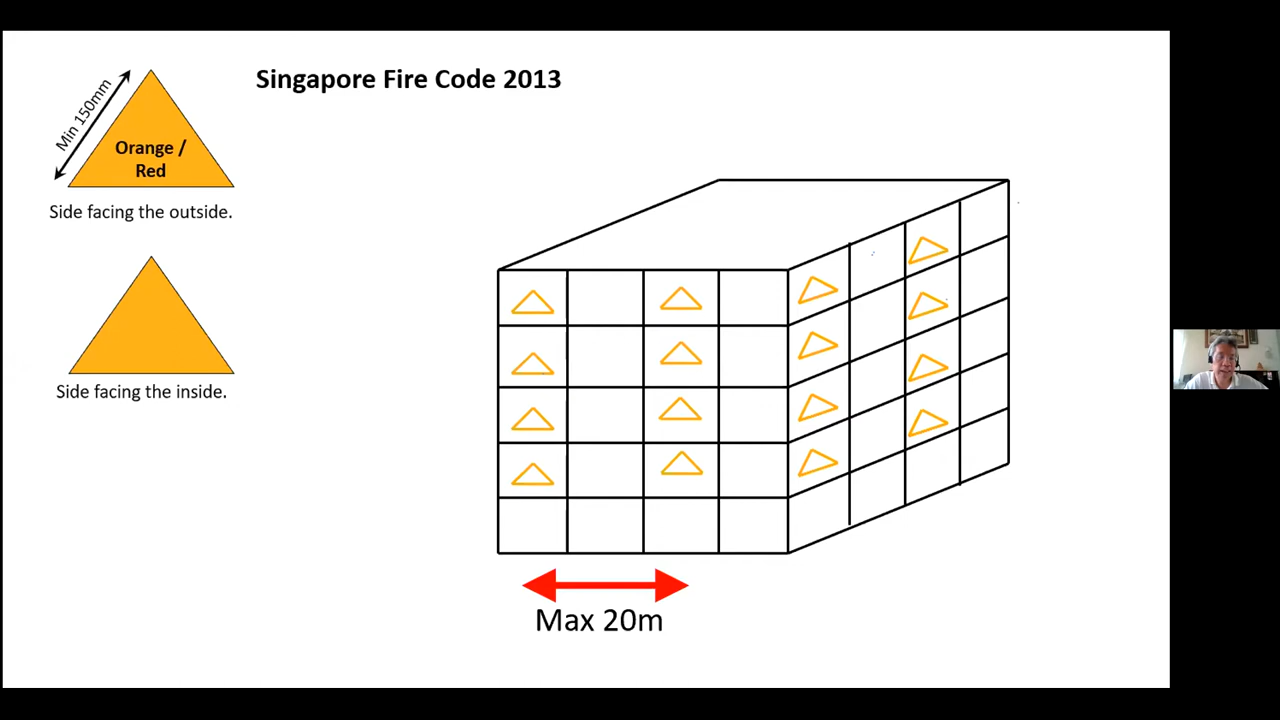 Singapore Fire Code 2013
Min 150mm
Orange /
Red
Side facing the outside.
Side facing the inside.
Max 20m